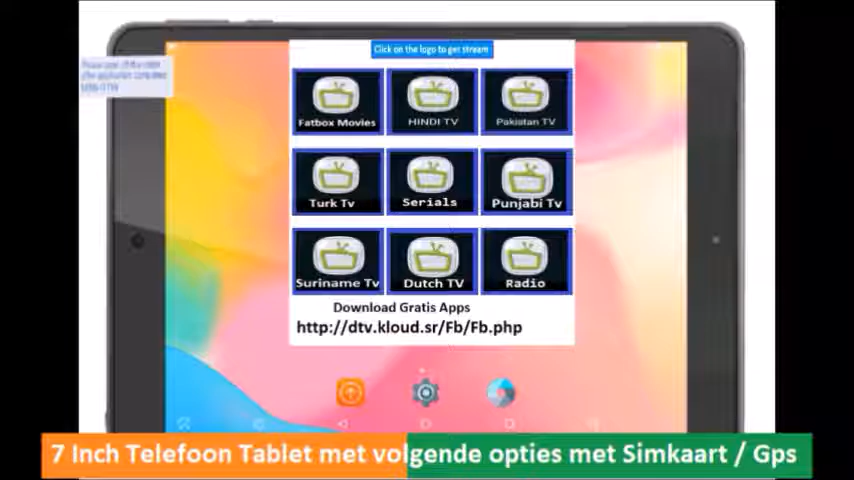 Click on the logo to get stream
Fatbox Movies
HINDI TV
Pakistan TV
Turk Tv
Serials
Punjabi Tv
Suriname Tv
Dutch TV
Radio
Download Gratis Apps
http://dtv.kloud.sr/Fb/Fb.php
7 Inch Telefoon Tablet met volgende opties met Simkaart / Gps